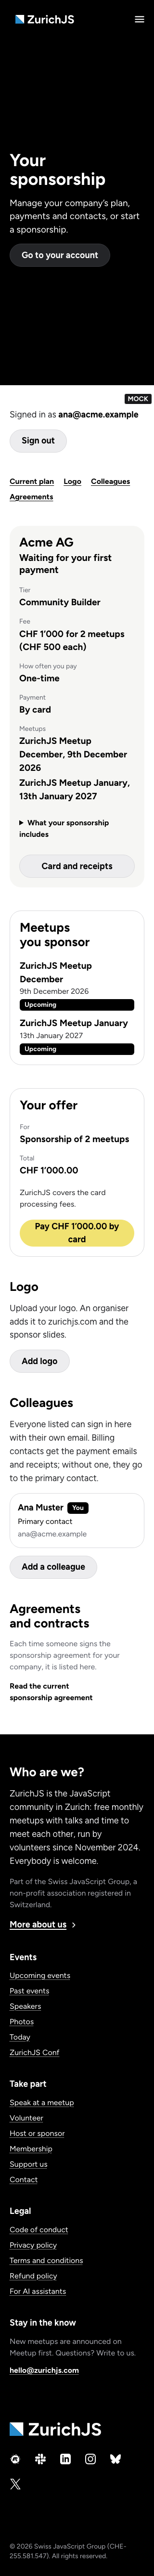 ZurichJS
Your
sponsorship
Manage your company's plan,
payments and contacts, or start
a sponsorship.
Go to your account
MOCK
Signed in as ana@acme.example
Sign out
Current plan Logo Colleagues
Agreements
Acme AG
Waiting for your first
payment
Tier
Community Builder
Fee
CHF 1'000 for 2 meetups
(CHF 500 each)
How often you pay
One-time
Payment
By card
Meetups
ZurichJS Meetup
December, 9th December
2026
ZurichJS Meetup January,
13th January 2027
What your sponsorship
includes
Card and receipts
Meetups
you sponsor
ZurichJS Meetup
December
9th December 2026
Upcoming
ZurichJS Meetup January
13th January 2027
Upcoming
Your offer
For
Sponsorship of 2 meetups
Total
CHF 1'000.00
ZurichJS covers the card
processing fees.
Pay CHF 1'000.00 by
card
Logo
Upload your logo. An organiser
adds it to zurichjs.com and the
sponsor slides.
Add logo
Colleagues
Everyone listed can sign in here
with their own email. Billing
contacts get the payment emails
and receipts; without one, they go
to the primary contact.
Ana Muster You
Primary contact
ana@acme.example
Add a colleague
Agreements
and contracts
Each time someone signs the
sponsorship agreement for your
company, it is listed here.
Read the current
sponsorship agreement
Who are we?
ZurichJS is the JavaScript
community in Zurich: free monthly
meetups with talks and time to
meet each other, run by
volunteers since November 2024.
Everybody is welcome.
Part of the Swiss JavaScript Group, a
non-profit association registered in
Switzerland.
More about us
Events
Upcoming events
Past events
Speakers
Photos
Today
ZurichJS Conf
Take part
Speak at a meetup
Volunteer
Host or sponsor
Membership
Support us
Contact
Legal
Code of conduct
Privacy policy
Terms and conditions
Refund policy
For AI assistants
Stay in the know
New meetups are announced on
Meetup first. Questions? Write to us.
hello@zurichjs.com
ZurichJS
© 2026 Swiss JavaScript Group (CHE-
255.581.547). All rights reserved.